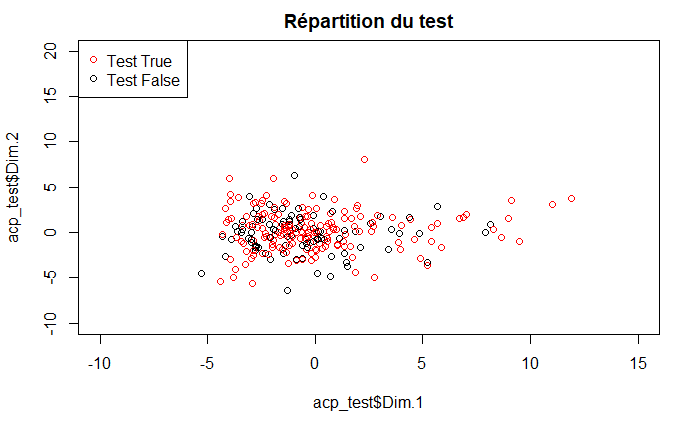 Répartition du test
Test True
Test False
acp_test$Dim.2
20
15
10
5
0
-5
-10
-10
-5
0
5
10
15
acp_test$Dim.1